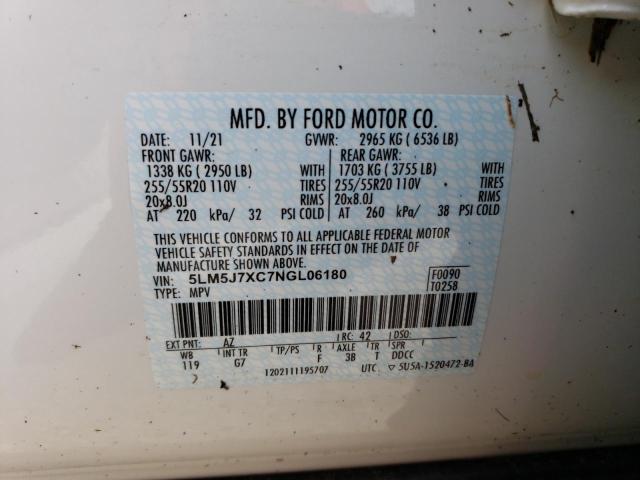 MFD. BY FORD MOTOR CO.
DATE: 11/21 GVWR: 2965 KG ( 6536 LB)
FRONT GAWR: REAR GAWR:
1338 KG ( 2950 LB) WITH 1703 KG ( 3755 LB) WITH
255/55R20 110V TIRES 255/55R20 110V TIRES
20x8.0J RIMS 20x8.0J RIMS
AT 220 kPa/ 32 PSI COLD AT 260 kPa/ 38 PSI COLD
THIS VEHICLE CONFORMS TO ALL APPLICABLE FEDERAL MOTOR
VEHICLE SAFETY STANDARDS IN EFFECT ON THE DATE OF
MANUFACTURE SHOWN ABOVE.
VIN: 5LM5J7XC7NGL06180 F0090
TYPE: MPV T0258
EXT PNT: AZ RC: 42 DSO:
WB INT TR TP/PS R AXLE TR SPR
119 G7 F 3B T DDCC
1202111195707 UTC ▽ 5U5A-1520472-BA